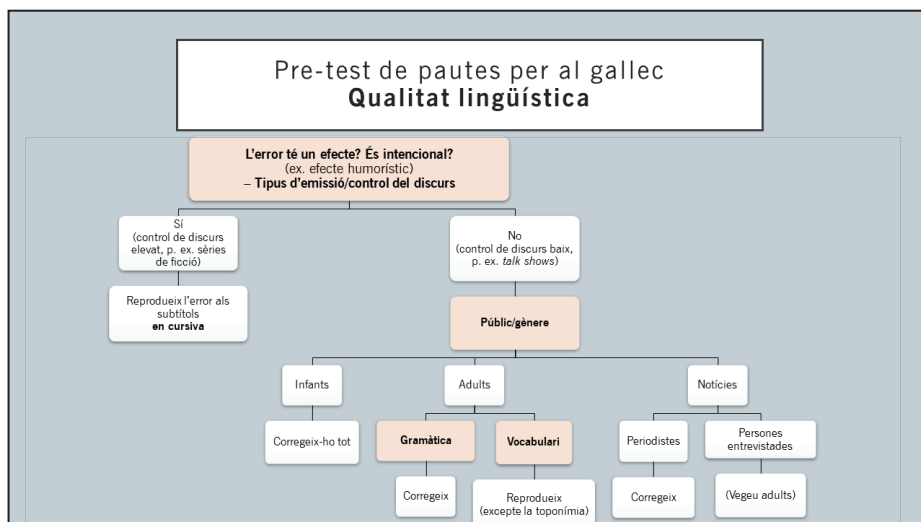 Pre-test de pautes per al gallec
Qualitat lingüística
L'error té un efecte? És intencional?
(ex. efecte humorístic)
– Tipus d'emissió/control del discurs
Sí
(control de discurs
elevat, p. ex. sèries
de ficció)
No
(control de discurs baix,
p. ex. talk shows)
Reprodueix l'error als
subtítols
en cursiva
Públic/gènere
Infants
Adults
Notícies
Corregeix-ho tot
Gramàtica
Vocabulari
Periodistes
Persones
entrevistades
Corregeix
Reprodueix
(excepte la toponímia)
Corregeix
(Vegeu adults)